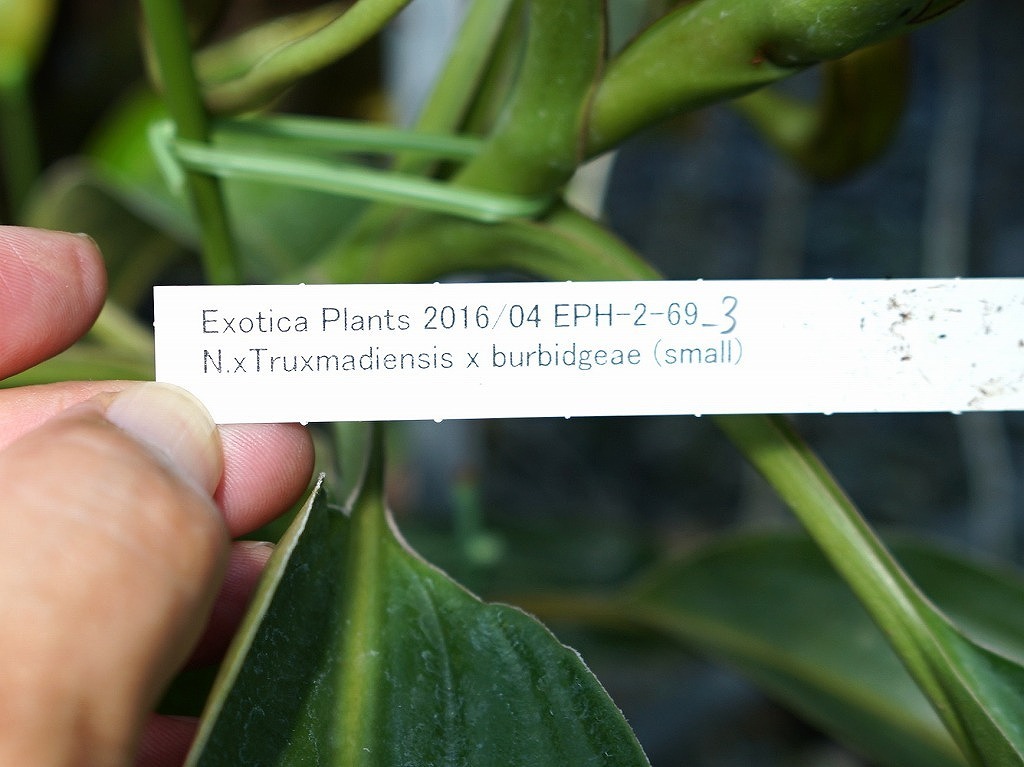 Exotica Plants 2016/04 EPH-2-69_3
N.xTruxmadiensis x burbidgeae (small)